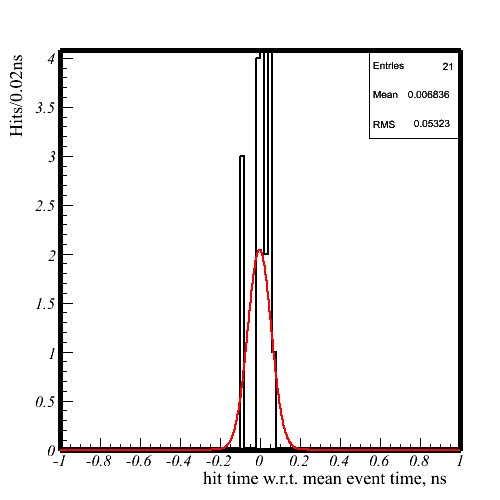 Hits/0.02ns
4
3.5
3
2.5
2
1.5
1
0.5
0
Entries 21
Mean 0.006836
RMS 0.05323
-1 -0.8 -0.6 -0.4 -0.2 0 0.2 0.4 0.6 0.8 1
hit time w.r.t. mean event time, ns